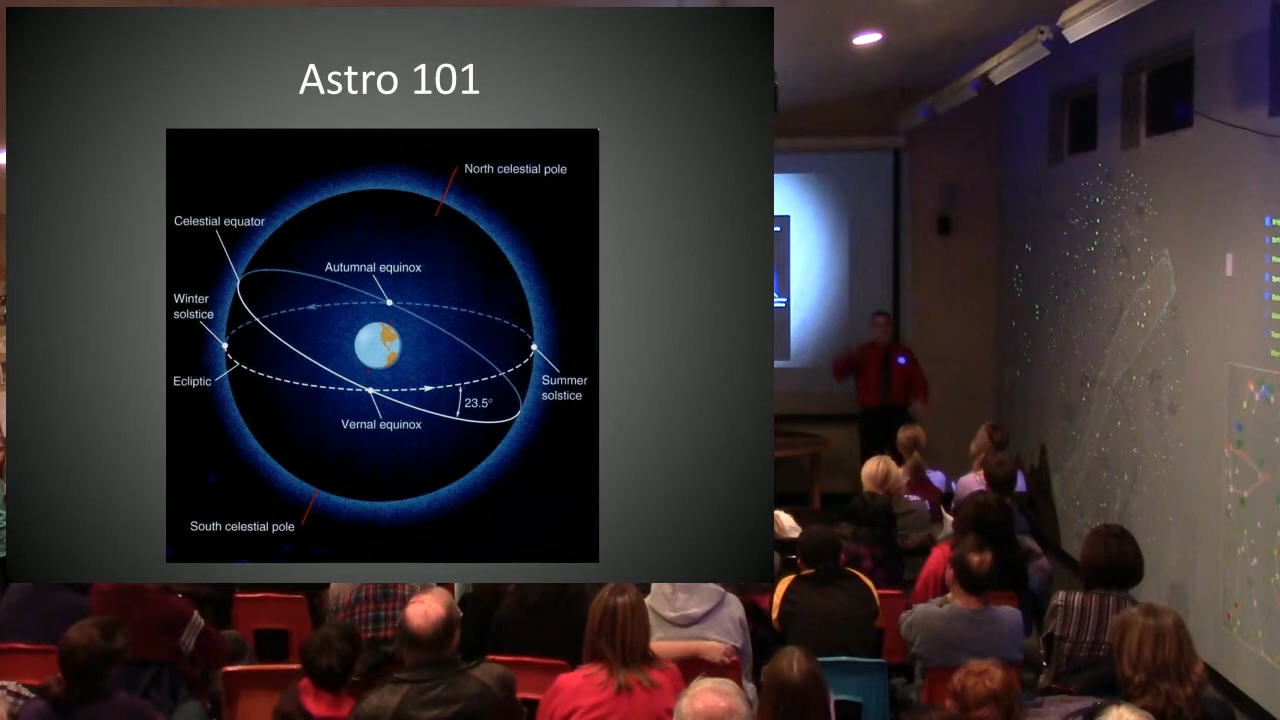 Astro 101
North celestial pole
Celestial equator
Autumnal equinox
Winter
solstice
Ecliptic
Summer
solstice
23.5°
Vernal equinox
South celestial pole